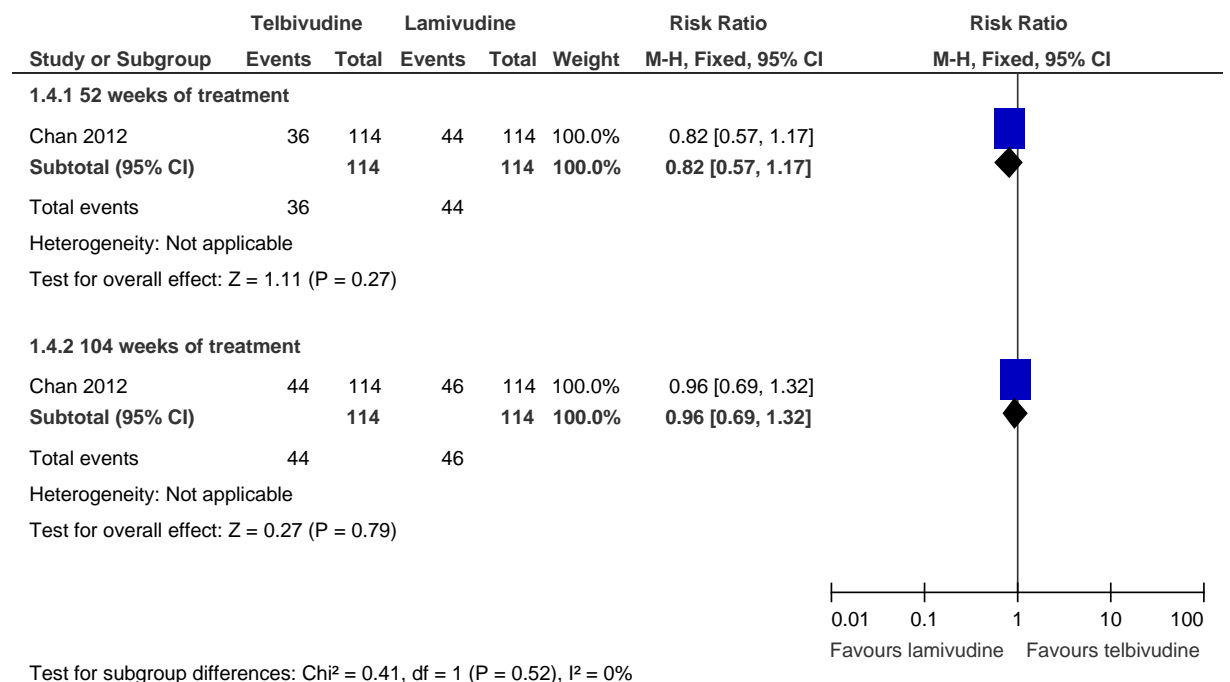 Telbivudine Lamivudine Risk Ratio Risk Ratio
Study or Subgroup Events Total Events Total Weight M-H, Fixed, 95% CI M-H, Fixed, 95% CI
1.4.1 52 weeks of treatment
Chan 2012 36 114 44 114 100.0% 0.82 [0.57, 1.17]
Subtotal (95% CI) 114 114 100.0% 0.82 [0.57, 1.17]
Total events 36 44
Heterogeneity: Not applicable
Test for overall effect: Z = 1.11 (P = 0.27)
1.4.2 104 weeks of treatment
Chan 2012 44 114 46 114 100.0% 0.96 [0.69, 1.32]
Subtotal (95% CI) 114 114 100.0% 0.96 [0.69, 1.32]
Total events 44 46
Heterogeneity: Not applicable
Test for overall effect: Z = 0.27 (P = 0.79)
0.01 0.1 1 10 100
Favours lamivudine Favours telbivudine
Test for subgroup differences: Chi² = 0.41, df = 1 (P = 0.52), I² = 0%